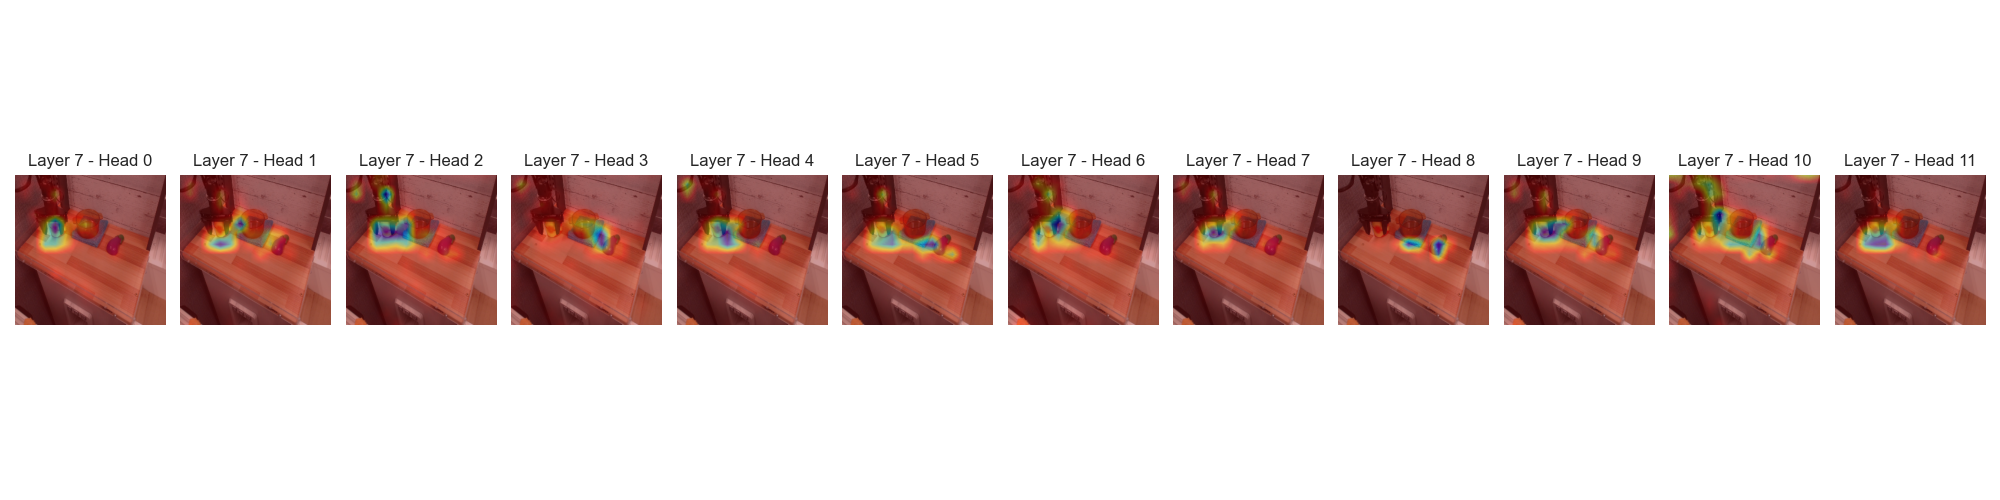 Layer 7 - Head 0
Layer 7 - Head 1
Layer 7 - Head 2
Layer 7 - Head 3
Layer 7 - Head 4
Layer 7 - Head 5
Layer 7 - Head 6
Layer 7 - Head 7
Layer 7 - Head 8
Layer 7 - Head 9
Layer 7 - Head 10
Layer 7 - Head 11